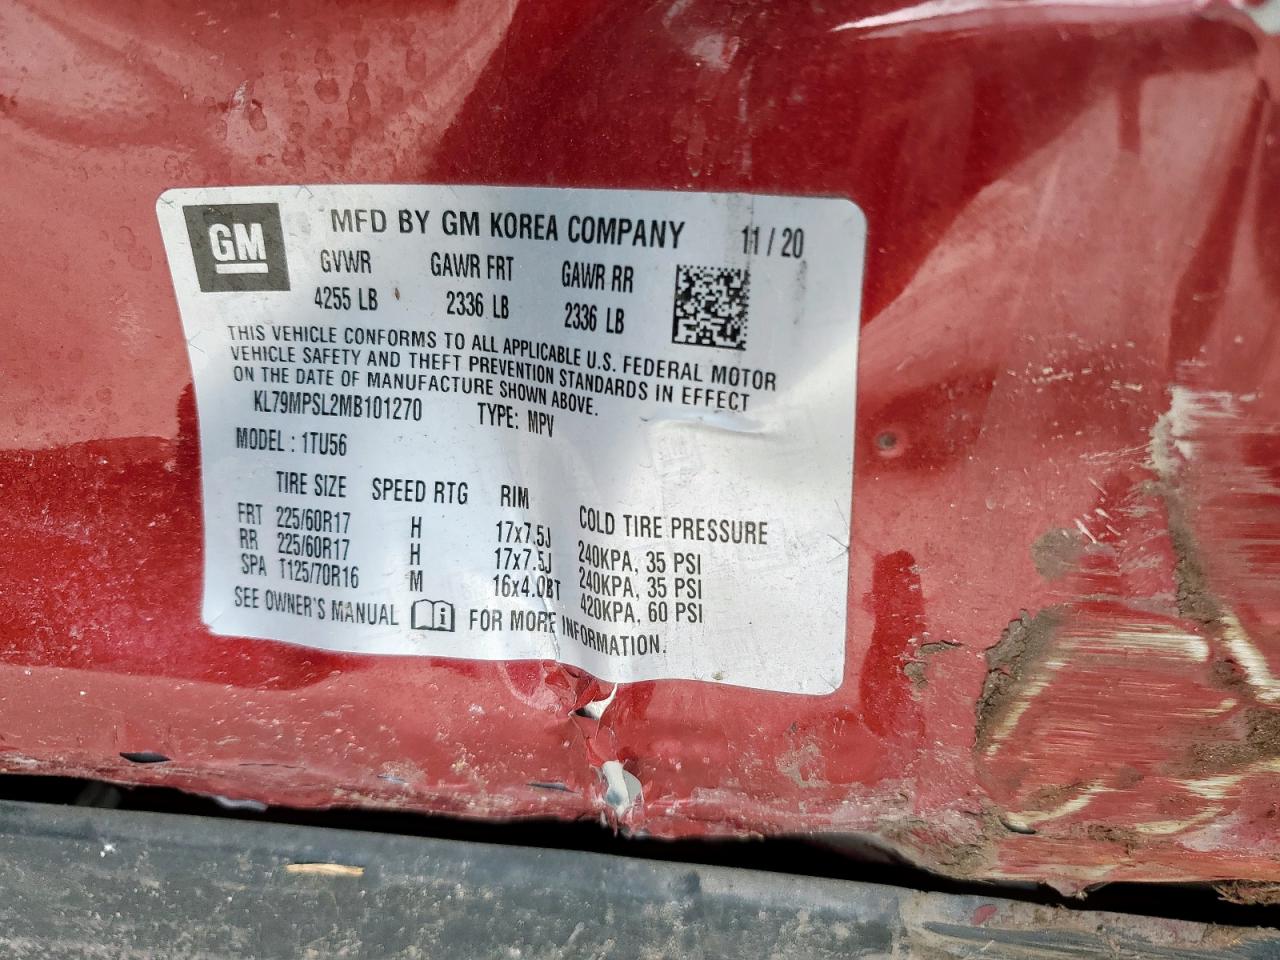 GM MFD BY GM KOREA COMPANY 11 / 20
GVWR GAWR FRT GAWR RR
4255 LB 2336 LB 2336 LB
THIS VEHICLE CONFORMS TO ALL APPLICABLE U.S. FEDERAL MOTOR
VEHICLE SAFETY AND THEFT PREVENTION STANDARDS IN EFFECT
ON THE DATE OF MANUFACTURE SHOWN ABOVE.
KL79MPSL2MB101270 TYPE: MPV
MODEL : 1TU56
TIRE SIZE SPEED RTG RIM COLD TIRE PRESSURE
FRT 225/60R17 H 17x7.5J 240KPA, 35 PSI
RR 225/60R17 H 17x7.5J 240KPA, 35 PSI
SPA T125/70R16 M 16x4.0BT 420KPA, 60 PSI
SEE OWNER'S MANUAL FOR MORE INFORMATION.